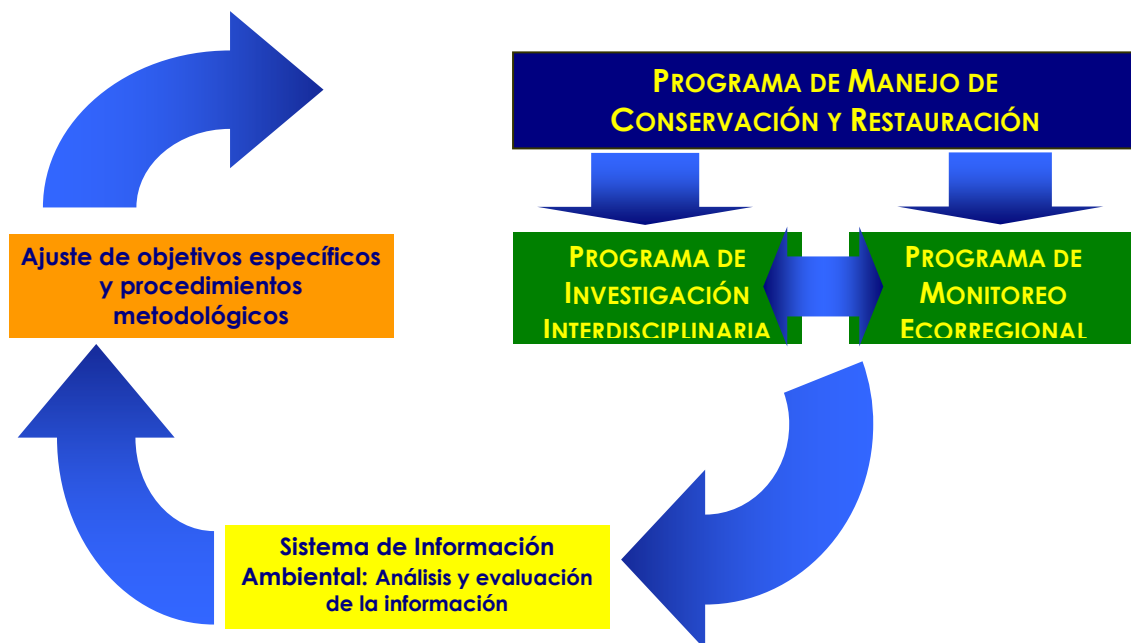 PROGRAMA DE MANEJO DE
CONSERVACIÓN Y RESTAURACIÓN
Ajuste de objetivos específicos
y procedimientos
metodológicos
PROGRAMA DE
INVESTIGACIÓN
INTERDISCIPLINARIA
PROGRAMA DE
MONITOREO
ECORREGIONAL
Sistema de Información
Ambiental: Análisis y evaluación
de la información